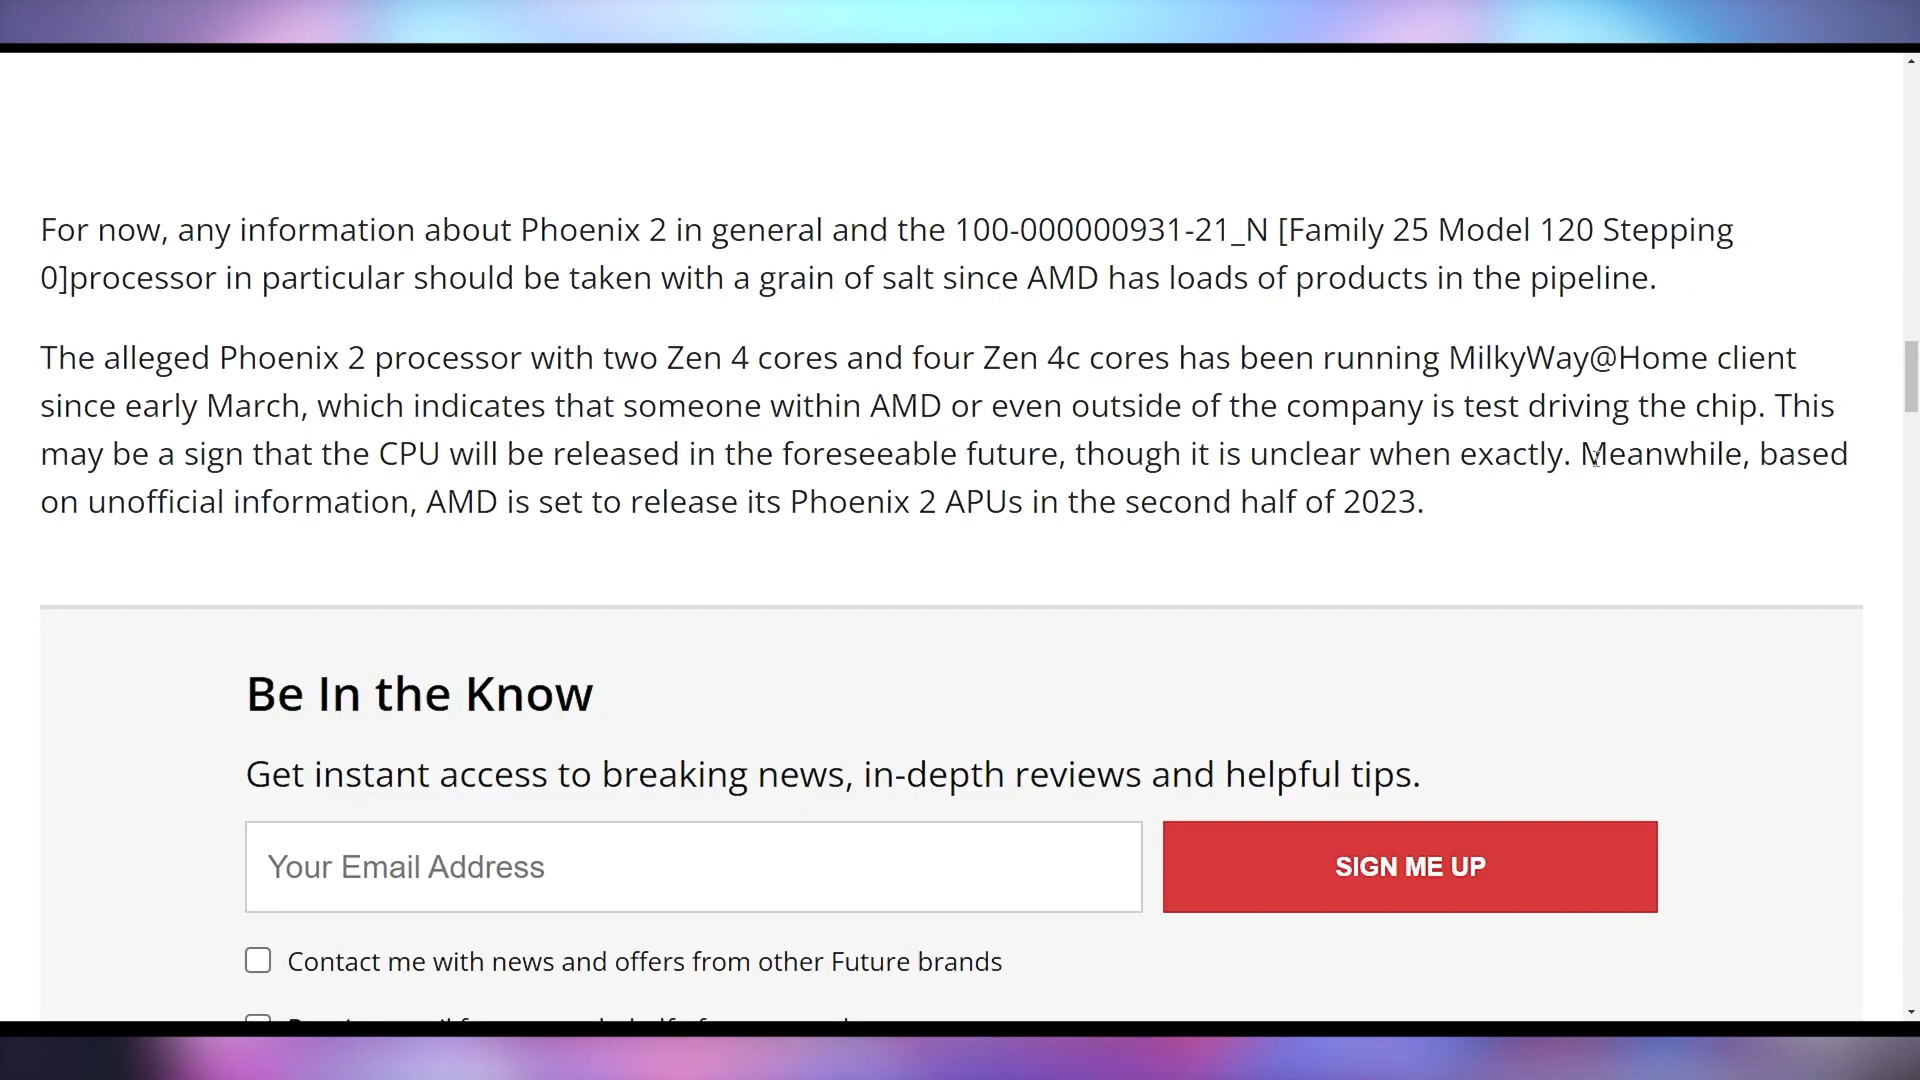 For now, any information about Phoenix 2 in general and the 100-000000931-21_N [Family 25 Model 120 Stepping
0]processor in particular should be taken with a grain of salt since AMD has loads of products in the pipeline.
The alleged Phoenix 2 processor with two Zen 4 cores and four Zen 4c cores has been running MilkyWay@Home client
since early March, which indicates that someone within AMD or even outside of the company is test driving the chip. This
may be a sign that the CPU will be released in the foreseeable future, though it is unclear when exactly. Meanwhile, based
on unofficial information, AMD is set to release its Phoenix 2 APUs in the second half of 2023.
Be In the Know
Get instant access to breaking news, in-depth reviews and helpful tips.
Your Email Address
SIGN ME UP
Contact me with news and offers from other Future brands